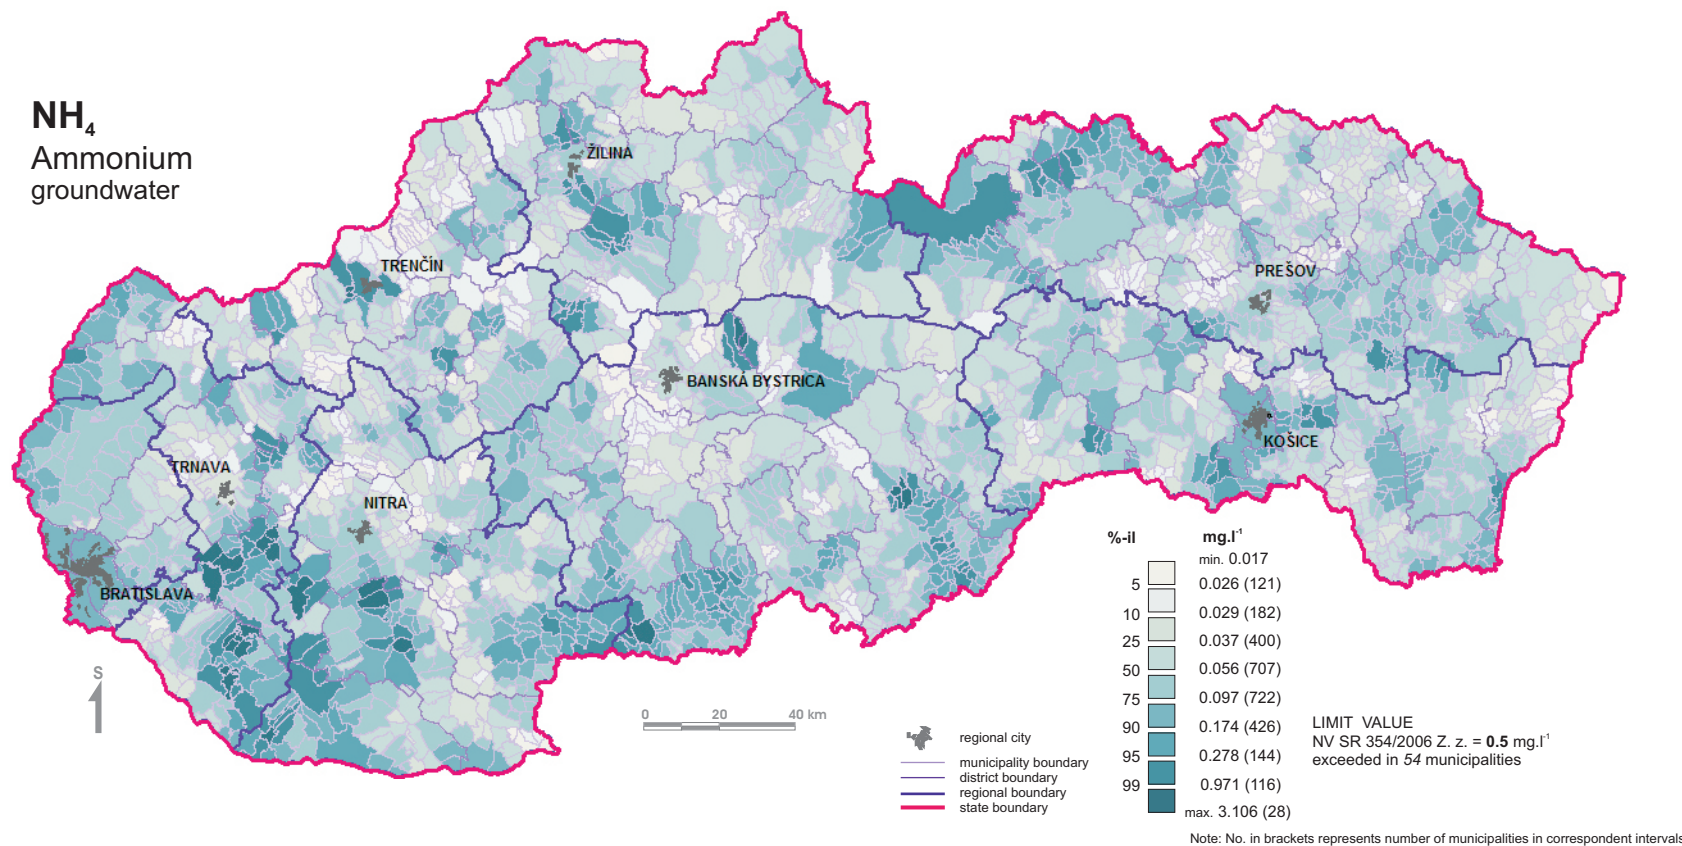 NH4
Ammonium
groundwater
ŽILINA
TRENČÍN
PREŠOV
BANSKÁ BYSTRICA
KOŠICE
TRNAVA
NITRA
BRATISLAVA
S
0 20 40 km
regional city
municipality boundary
district boundary
regional boundary
state boundary
%-il mg.l-1
min. 0.017
5 0.026 (121)
10 0.029 (182)
25 0.037 (400)
50 0.056 (707)
75 0.097 (722)
90 0.174 (426)
95 0.278 (144)
99 0.971 (116)
max. 3.106 (28)
LIMIT VALUE
NV SR 354/2006 Z. z. = 0.5 mg.l-1
exceeded in 54 municipalities
Note: No. in brackets represents number of municipalities in correspondent intervals